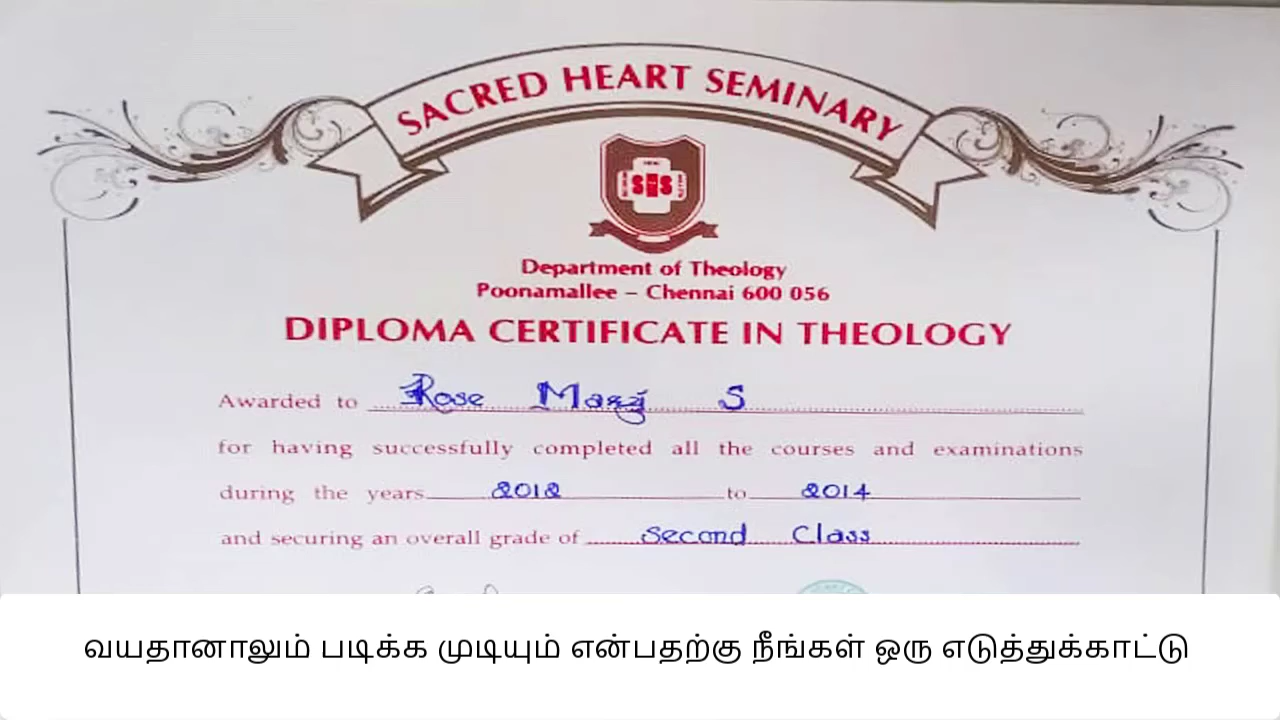 SACRED HEART SEMINARY
SHS
Department of Theology
Poonamallee – Chennai 600 056
DIPLOMA CERTIFICATE IN THEOLOGY
Awarded to Rose Mary S
for having successfully completed all the courses and examinations
during the years 2012 to 2014
and securing an overall grade of Second Class
வயதானாலும் படிக்க முடியும் என்பதற்கு நீங்கள் ஒரு எடுத்துக்காட்டு